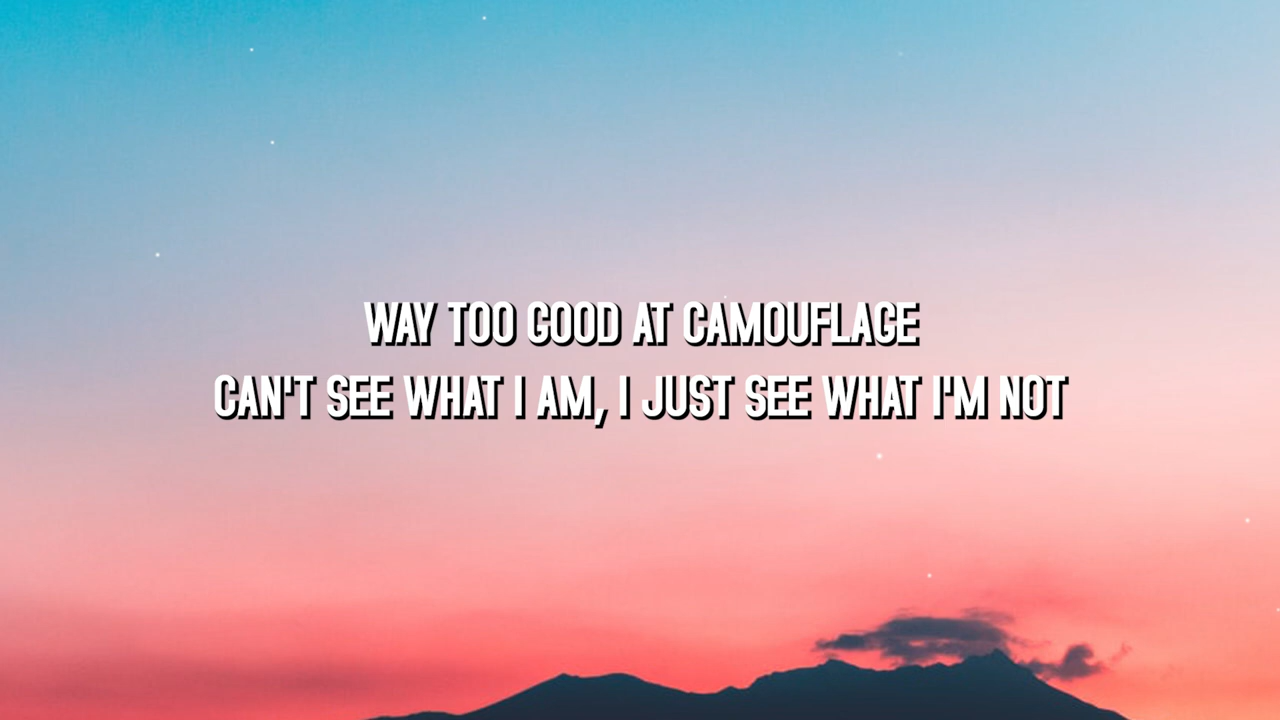 WAY TOO GOOD AT CAMOUFLAGE
CAN'T SEE WHAT I AM, I JUST SEE WHAT I'M NOT